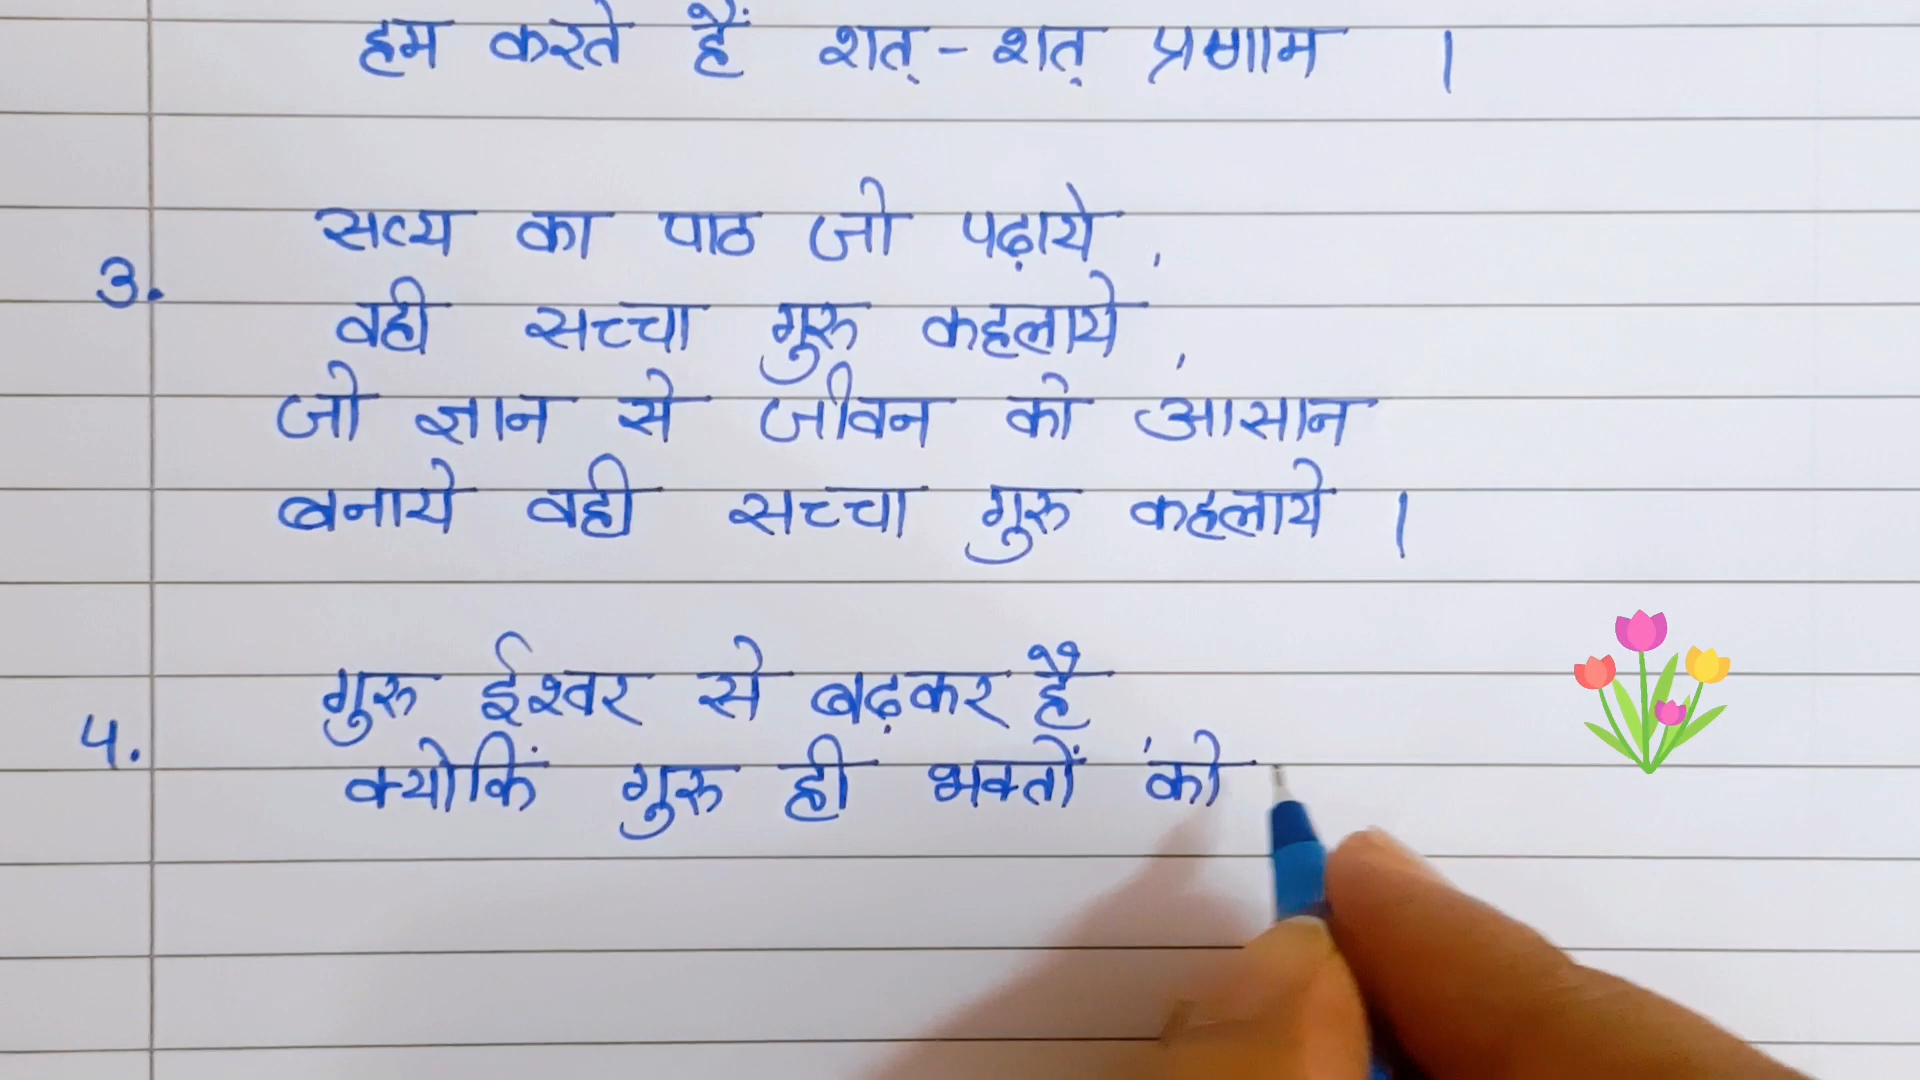 हम करते हैं शत्-शत् प्रणाम ।
3. सत्य का पाठ जो पढ़ाये,
वही सच्चा गुरु कहलाये,
जो ज्ञान से जीवन को आसान
बनाये वही सच्चा गुरु कहलाये ।
4. गुरु ईश्वर से बढ़कर है
क्योकिं गुरु ही भक्तों को